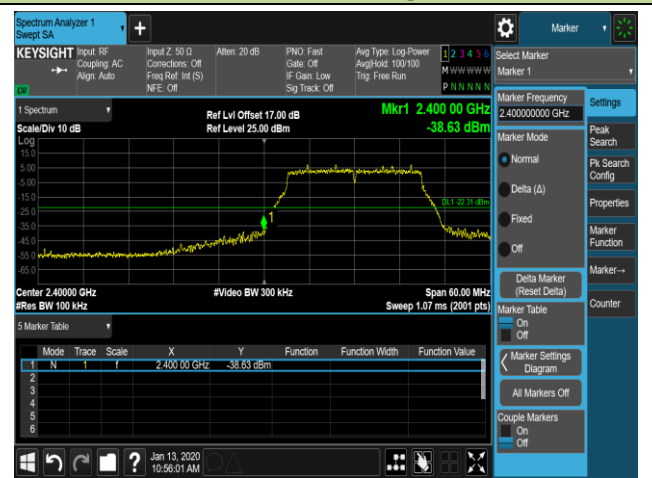 Spectrum Analyzer 1
Swept SA
Marker
KEYSIGHT
Input: RF
Coupling: AC
Align: Auto
Input Z: 50 Ω
Corrections: Off
Freq Ref: Int (S)
NFE: Off
Atten: 20 dB
PNO: Fast
Gate: Off
IF Gain: Low
Sig Track: Off
Avg Type: Log-Power
Avg|Hold: 100/100
Trig: Free Run
1 2 3 4 5 6
M W W W W W
P N N N N N
LXI
Select Marker
Marker 1
1 Spectrum
Scale/Div 10 dB
Log
Ref Lvl Offset 17.00 dB
Ref Level 25.00 dBm
Mkr1 2.400 00 GHz
-38.63 dBm
15.0
5.00
-5.00
-15.0
-25.0
-35.0
-45.0
-55.0
-65.0
DL1 -22.31 dBm
1
Center 2.40000 GHz
#Res BW 100 kHz
#Video BW 300 kHz
Span 60.00 MHz
Sweep 1.07 ms (2001 pts)
5 Marker Table
Mode Trace Scale X Y Function Function Width Function Value
1 N 1 f 2.400 00 GHz -38.63 dBm
2
3
4
5
6
Marker Frequency
2.400000000 GHz
Marker Mode
Normal
Delta (Δ)
Fixed
Off
Delta Marker
(Reset Delta)
Marker Table
On
Off
Marker Settings
Diagram
All Markers Off
Couple Markers
On
Off
Settings
Peak
Search
Pk Search
Config
Properties
Marker
Function
Marker→
Counter
?
Jan 13, 2020
10:56:01 AM